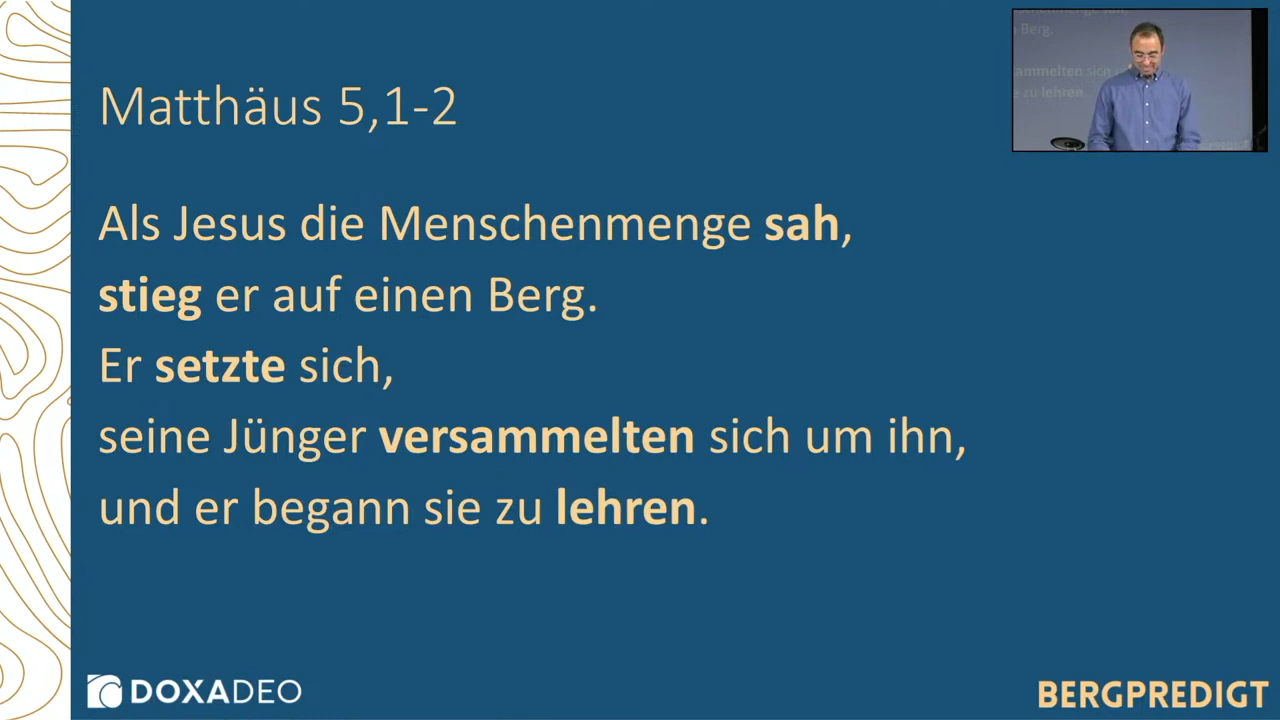 Matthäus 5,1-2
Als Jesus die Menschenmenge sah,
stieg er auf einen Berg.
Er setzte sich,
seine Jünger versammelten sich um ihn,
und er begann sie zu lehren.
DOXADEO
BERGPREDIGT